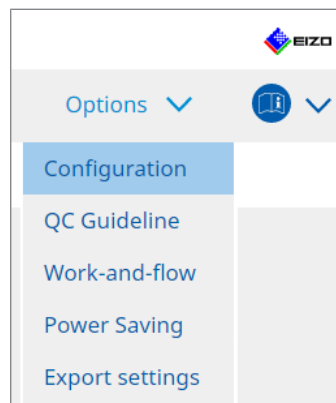 EIZO
Options
Configuration
QC Guideline
Work-and-flow
Power Saving
Export settings